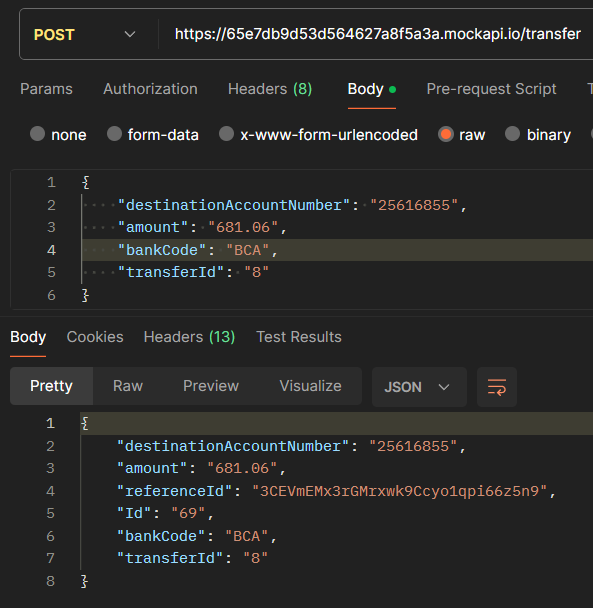 POST https://65e7db9d53d564627a8f5a3a.mockapi.io/transfer
Params Authorization Headers (8) Body Pre-request Script
none form-data x-www-form-urlencoded raw binary
1 {
2 "destinationAccountNumber": "25616855",
3 "amount": "681.06",
4 "bankCode": "BCA",
5 "transferId": "8"
6 }
Body Cookies Headers (13) Test Results
Pretty Raw Preview Visualize JSON
1 {
2 "destinationAccountNumber": "25616855",
3 "amount": "681.06",
4 "referenceId": "3CEVmEMx3rGMrxwk9Ccyo1qpi66z5n9",
5 "Id": "69",
6 "bankCode": "BCA",
7 "transferId": "8"
8 }